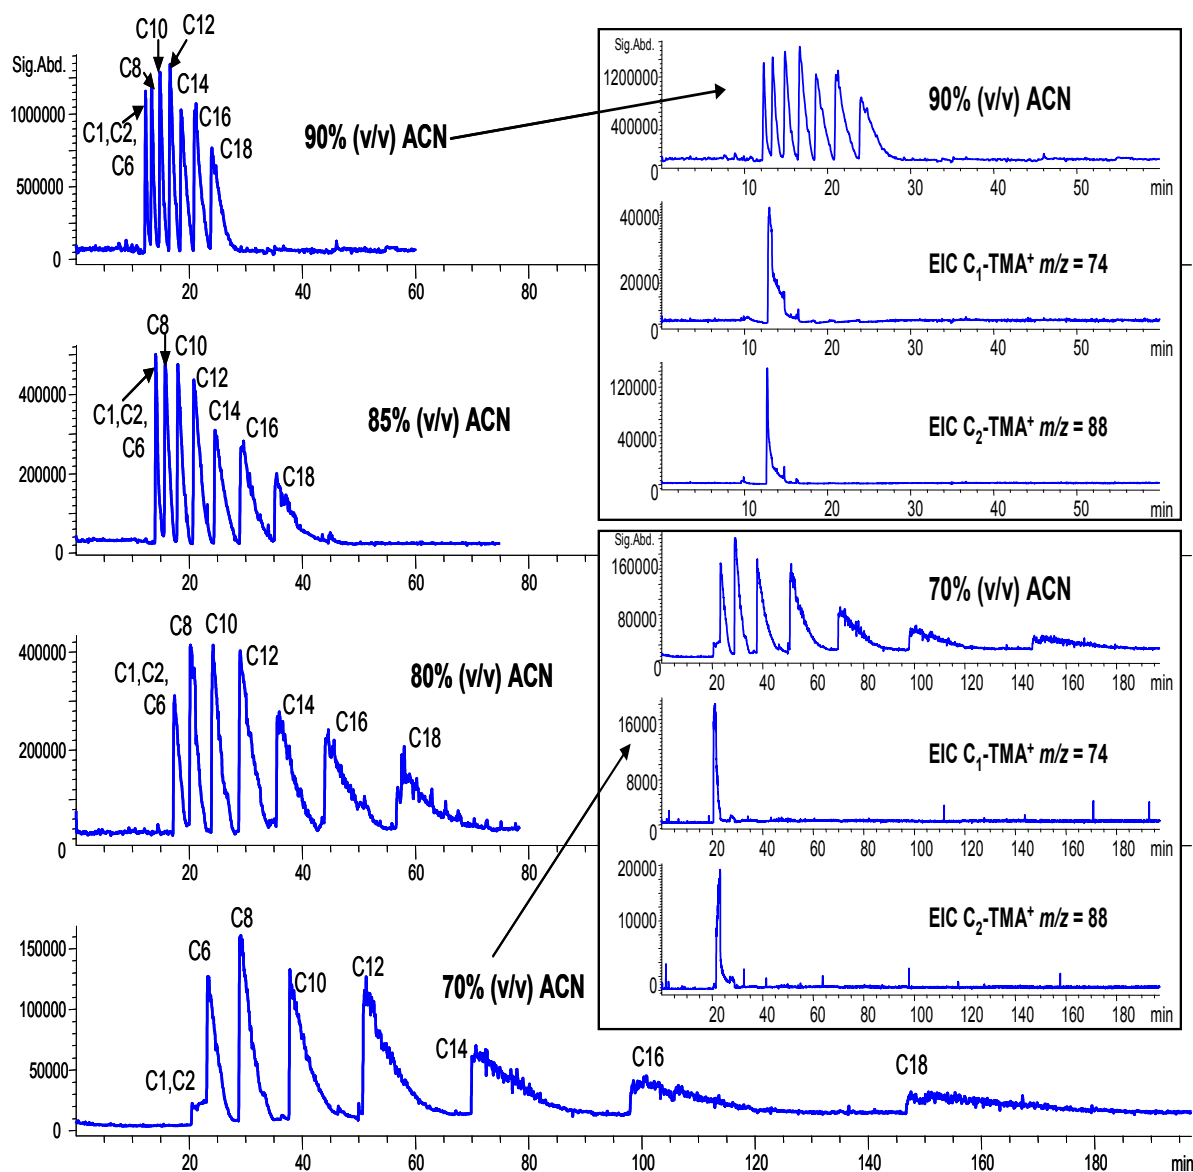 C10
C12
Sig.Abd.
C8
C14
1000000
C16
C1,C2,
C6
C18
90% (v/v) ACN
500000
0
20
40
60
80
C8
C10
400000
C12
C1,C2,
C6
C14
C16
85% (v/v) ACN
C18
200000
0
20
40
60
80
C8
C10
400000
C12
C1,C2,
C6
80% (v/v) ACN
C14
C16
C18
200000
0
20
40
60
80
C8
150000
C6
C10
C12
70% (v/v) ACN
100000
C14
C16
C18
50000
C1,C2
0
20
40
60
80
100
120
140
160
180
min
Sig.Abd.
1200000
90% (v/v) ACN
400000
0
10
20
30
40
50
min
40000
EIC C1-TMA+ m/z = 74
20000
0
10
20
30
40
50
min
120000
EIC C2-TMA+ m/z = 88
40000
0
10
20
30
40
50
min
Sig.Abd.
160000
70% (v/v) ACN
80000
0
20
40
60
80
100
120
140
160
180
min
16000
EIC C1-TMA+ m/z = 74
8000
0
20
40
60
80
100
120
140
160
180
min
20000
EIC C2-TMA+ m/z = 88
10000
0
20
40
60
80
100
120
140
160
180
min